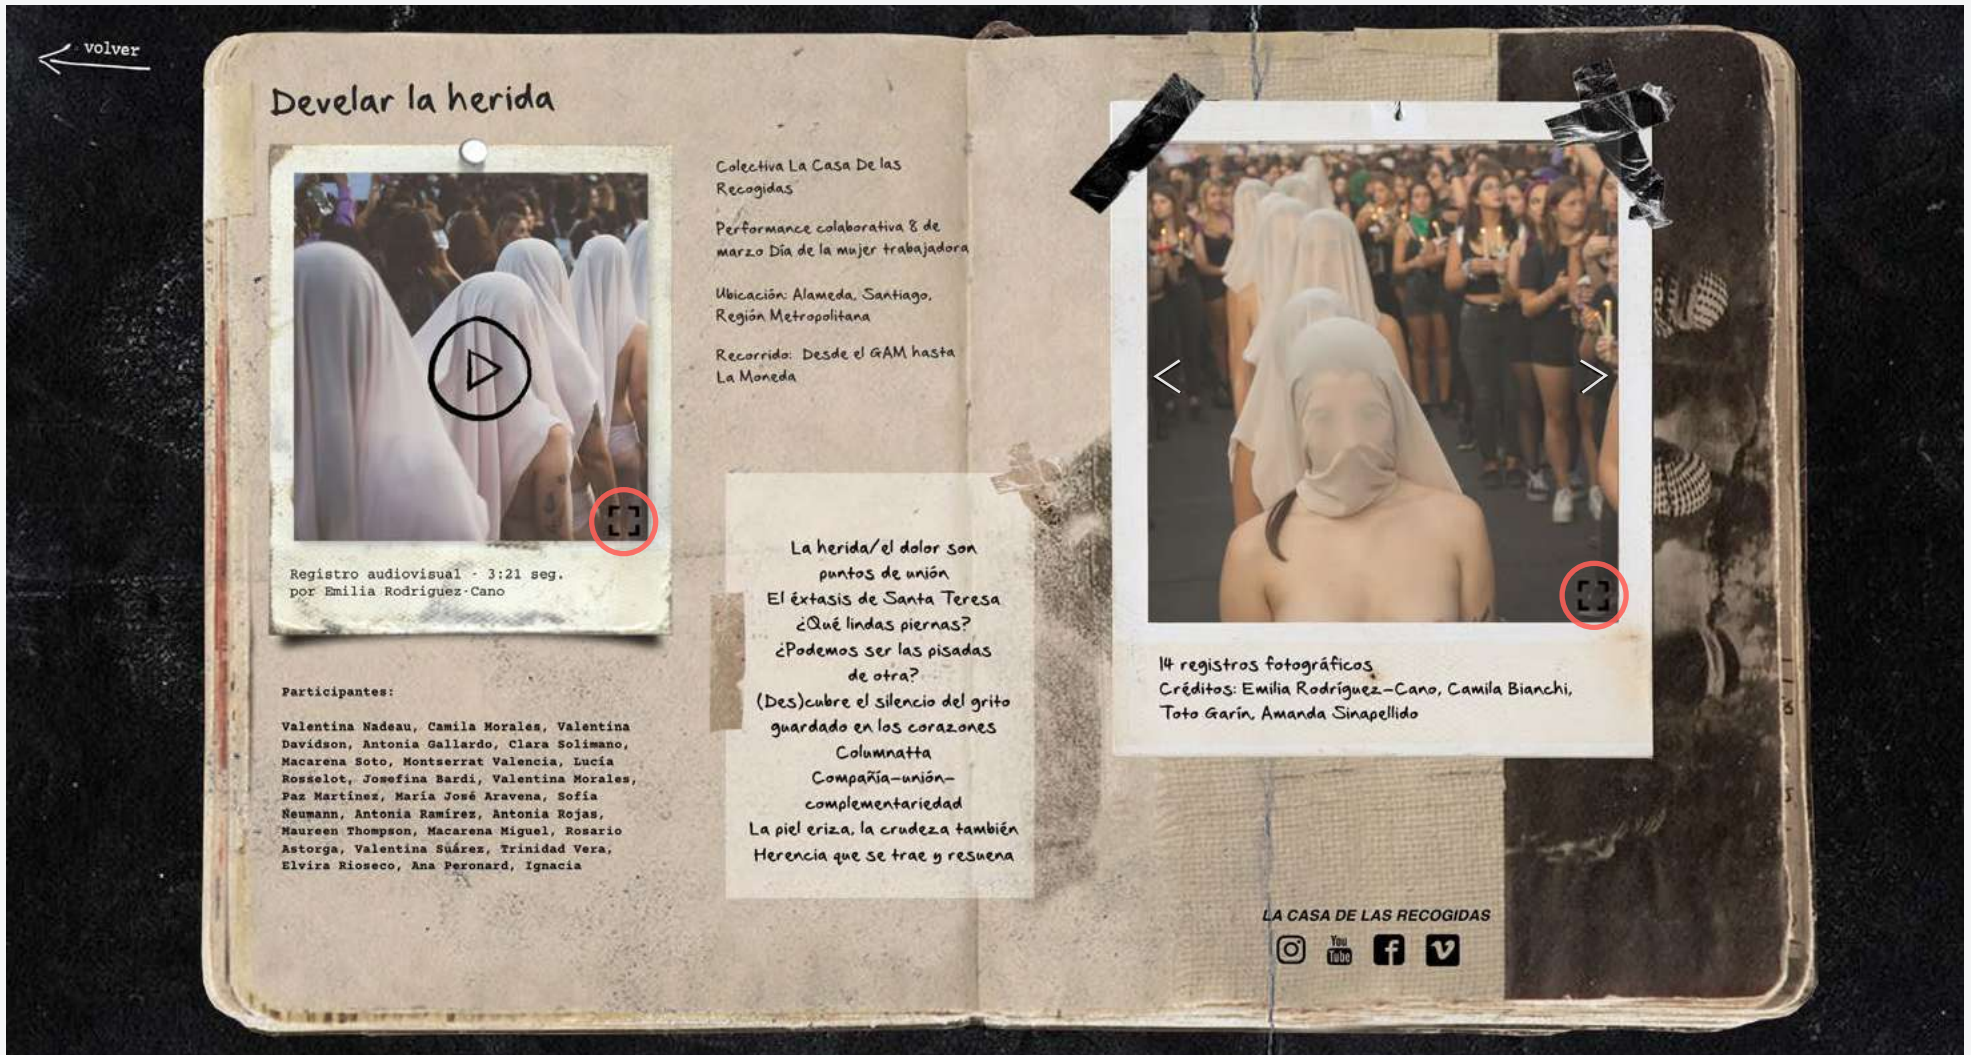 volver
Develar la herida
Registro audiovisual - 3:21 seg.
por Emilia Rodriguez-Cano
Participantes:
Valentina Nadeau, Camila Morales, Valentina
Davidson, Antonia Gallardo, Clara Solimano,
Macarena Soto, Montserrat Valencia, Lucía
Rosselot, Josefina Bardi, Valentina Morales,
Paz Martínez, María José Aravena, Sofía
Neumann, Antonia Ramírez, Antonia Rojas,
Maureen Thompson, Macarena Miguel, Rosario
Astorga, Valentina Suárez, Trinidad Vera,
Elvira Rioseco, Ana Peronard, Ignacia
Colectiva La Casa De las
Recogidas
Performance colaborativa 8 de
marzo Día de la mujer trabajadora
Ubicación: Alameda, Santiago,
Región Metropolitana
Recorrido: Desde el GAM hasta
La Moneda
La herida/el dolor son
puntos de unión
El éxtasis de Santa Teresa
¿Qué lindas piernas?
¿Podemos ser las pisadas
de otra?
(Des)cubre el silencio del grito
guardado en los corazones
Columnatta
Compañía-unión-
complementariedad
La piel eriza, la crudeza también
Herencia que se trae y resuena
14 registros fotográficos
Créditos: Emilia Rodríguez-Cano, Camila Bianchi,
Toto Garín, Amanda Sinapellido
LA CASA DE LAS RECOGIDAS
You
Tube